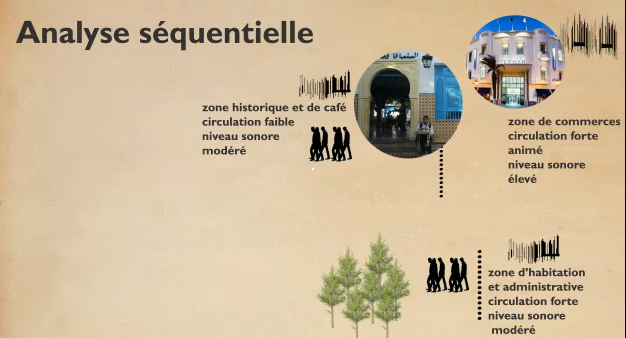 Analyse séquentielle
zone historique et de café
circulation faible
niveau sonore
modéré
zone de commerces
circulation forte
animé
niveau sonore
élevé
zone d'habitation
et administrative
circulation forte
niveau sonore
modéré